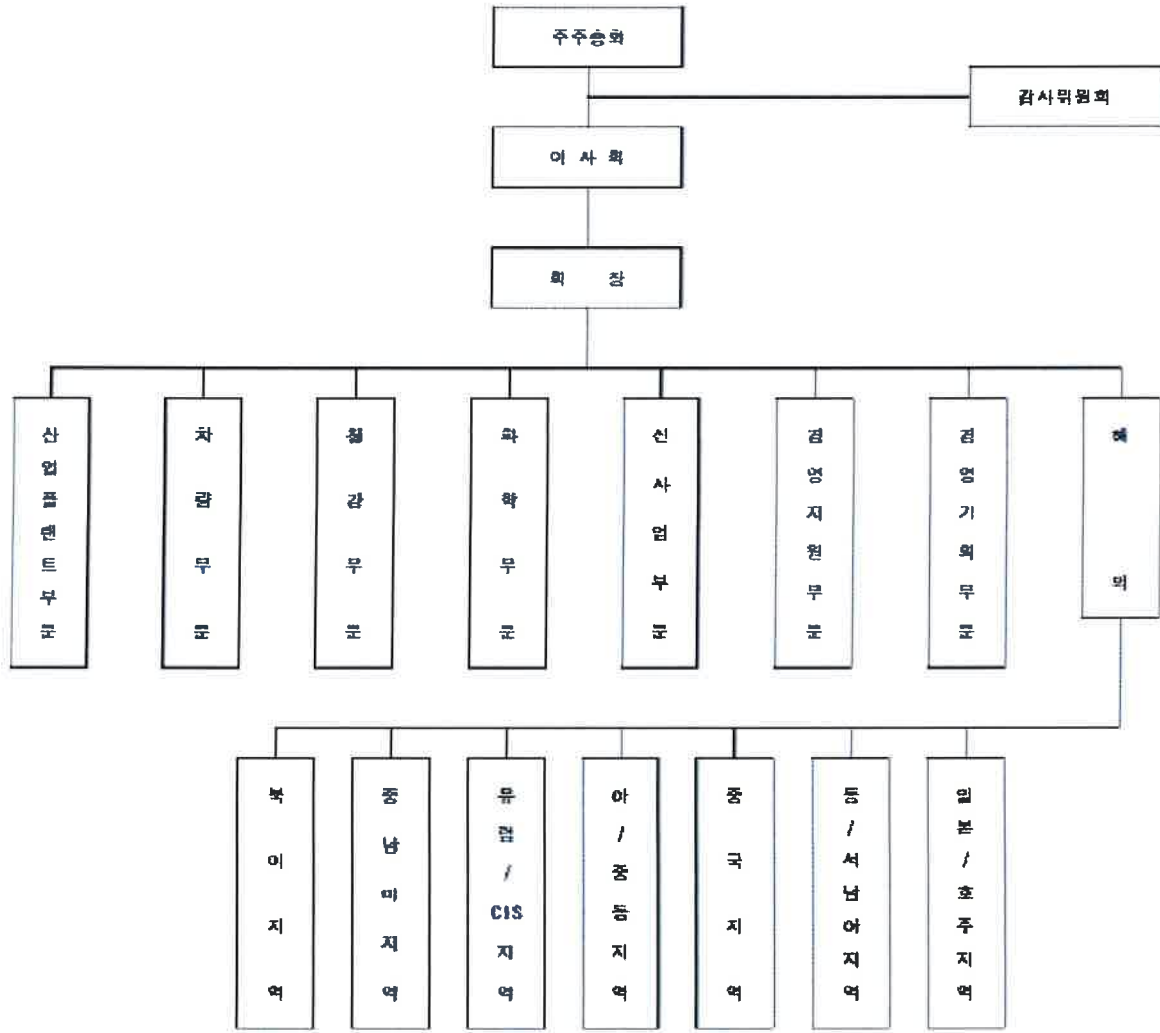 주주총회
감사위원회
이 사 회
회 장
산업플랜트부문
차량부문
철강부문
화학부문
신사업부문
경영지원부문
경영기획부문
해 외
북미지역
중남미지역
유럽/CIS지역
아/중동지역
중국지역
동/서남아지역
일본/호주지역